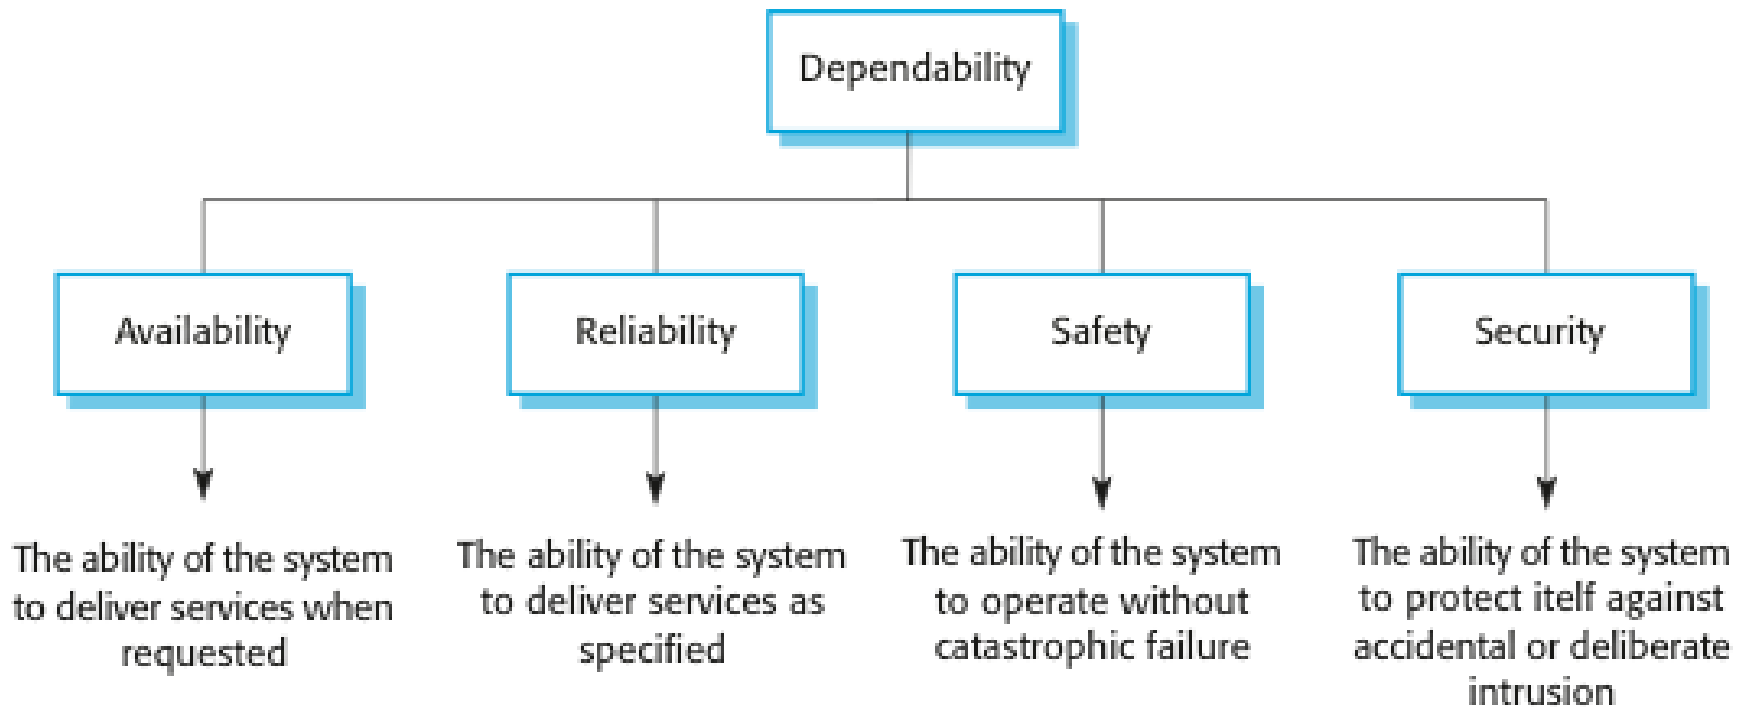 Dependability
Availability
Reliability
Safety
Security
The ability of the system
to deliver services when
requested
The ability of the system
to deliver services as
specified
The ability of the system
to operate without
catastrophic failure
The ability of the system
to protect itelf against
accidental or deliberate
intrusion